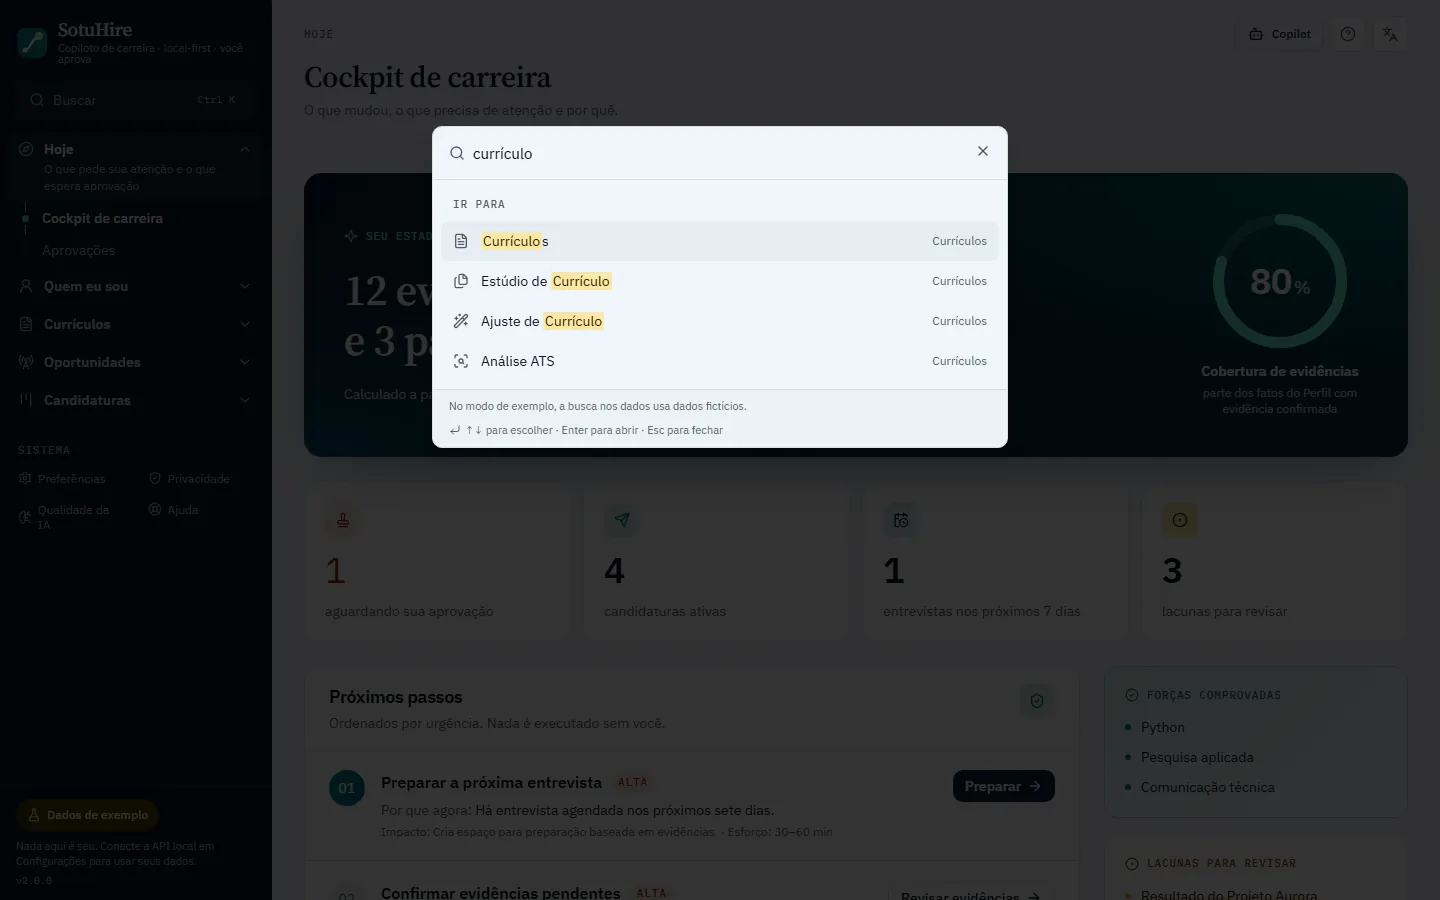 SotuHire
Copiloto de carreira · local-first · você
aprova
Buscar
Ctrl K
Hoje
O que pede sua atenção e o que
espera aprovação
Cockpit de carreira
Aprovações
Quem eu sou
Currículos
Oportunidades
Candidaturas
SISTEMA
Preferências
Privacidade
Qualidade da
IA
Ajuda
Dados de exemplo
Nada aqui é seu. Conecte a API local em
Configurações para usar seus dados.
v2.0.0
HOJE
Copilot
Cockpit de carreira
O que mudou, o que precisa de atenção e por quê.
currículo
IR PARA
Currículos
Currículos
Estúdio de Currículo
Currículos
Ajuste de Currículo
Currículos
Análise ATS
Currículos
No modo de exemplo, a busca nos dados usa dados fictícios.
↑↓ para escolher · Enter para abrir · Esc para fechar
SEU ESTAD
12 ev
e 3 p
Calculado a pa
80%
Cobertura de evidências
parte dos fatos do Perfil com
evidência confirmada
1
aguardando sua aprovação
4
candidaturas ativas
1
entrevistas nos próximos 7 dias
3
lacunas para revisar
Próximos passos
Ordenados por urgência. Nada é executado sem você.
01
Preparar a próxima entrevista
ALTA
Por que agora: Há entrevista agendada nos próximos sete dias.
Impacto: Cria espaço para preparação baseada em evidências. · Esforço: 30–60 min
Preparar
02
Confirmar evidências pendentes
ALTA
Revisar evidências
FORÇAS COMPROVADAS
Python
Pesquisa aplicada
Comunicação técnica
LACUNAS PARA REVISAR
Resultado do Projeto Aurora